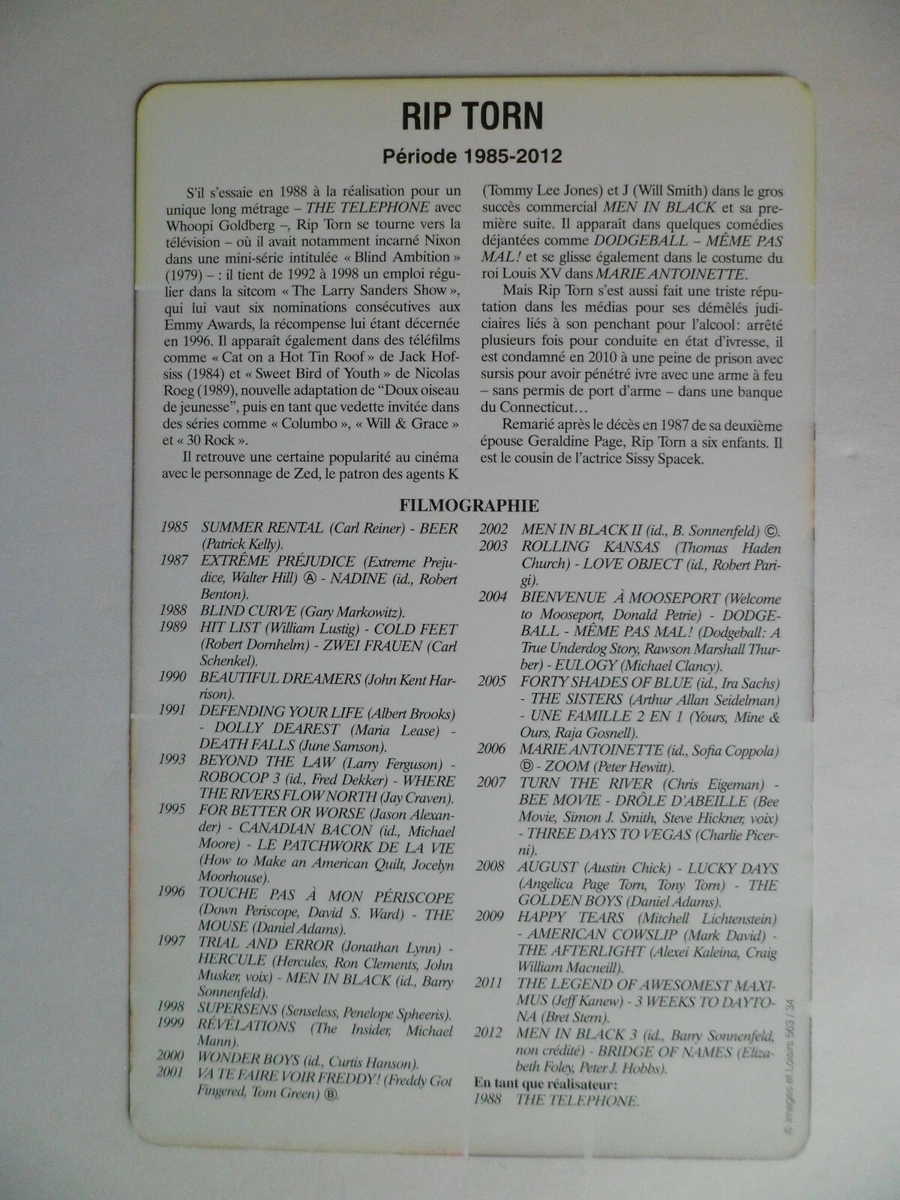 RIP TORN
Période 1985-2012
S'il s'essaie en 1988 à la réalisation pour un
unique long métrage – THE TELEPHONE avec
Whoopi Goldberg –, Rip Torn se tourne vers la
télévision – où il avait notamment incarné Nixon
dans une mini-série intitulée « Blind Ambition »
(1979) – : il tient de 1992 à 1998 un emploi régu-
lier dans la sitcom « The Larry Sanders Show »,
qui lui vaut six nominations consécutives aux
Emmy Awards, la récompense lui étant décernée
en 1996. Il apparaît également dans des téléfilms
comme « Cat on a Hot Tin Roof » de Jack Hof-
siss (1984) et « Sweet Bird of Youth » de Nicolas
Roeg (1989), nouvelle adaptation de “Doux oiseau
de jeunesse”, puis en tant que vedette invitée dans
des séries comme « Columbo », « Will & Grace »
et « 30 Rock ».
Il retrouve une certaine popularité au cinéma
avec le personnage de Zed, le patron des agents K
(Tommy Lee Jones) et J (Will Smith) dans le gros
succès commercial MEN IN BLACK et sa pre-
mière suite. Il apparaît dans quelques comédies
déjantées comme DODGEBALL – MÊME PAS
MAL! et se glisse également dans le costume du
roi Louis XV dans MARIE ANTOINETTE.
Mais Rip Torn s'est aussi fait une triste répu-
tation dans les médias pour ses démêlés judi-
ciaires liés à son penchant pour l'alcool: arrêté
plusieurs fois pour conduite en état d'ivresse, il
est condamné en 2010 à une peine de prison avec
sursis pour avoir pénétré ivre avec une arme à feu
– sans permis de port d'arme – dans une banque
du Connecticut…
Remarié après le décès en 1987 de sa deuxième
épouse Geraldine Page, Rip Torn a six enfants. Il
est le cousin de l'actrice Sissy Spacek.
FILMOGRAPHIE
1985 SUMMER RENTAL (Carl Reiner) - BEER
(Patrick Kelly).
1987 EXTRÊME PRÉJUDICE (Extreme Preju-
dice, Walter Hill) Ⓐ - NADINE (id., Robert
Benton).
1988 BLIND CURVE (Gary Markowitz).
1989 HIT LIST (William Lustig) - COLD FEET
(Robert Dornhelm) - ZWEI FRAUEN (Carl
Schenkel).
1990 BEAUTIFUL DREAMERS (John Kent Har-
rison).
1991 DEFENDING YOUR LIFE (Albert Brooks)
- DOLLY DEAREST (Maria Lease) -
DEATH FALLS (June Samson).
1993 BEYOND THE LAW (Larry Ferguson) -
ROBOCOP 3 (id., Fred Dekker) - WHERE
THE RIVERS FLOW NORTH (Jay Craven).
1995 FOR BETTER OR WORSE (Jason Alexan-
der) - CANADIAN BACON (id., Michael
Moore) - LE PATCHWORK DE LA VIE
(How to Make an American Quilt, Jocelyn
Moorhouse).
1996 TOUCHE PAS À MON PÉRISCOPE
(Down Periscope, David S. Ward) - THE
MOUSE (Daniel Adams).
1997 TRIAL AND ERROR (Jonathan Lynn) -
HERCULE (Hercules, Ron Clements, John
Musker, voix) - MEN IN BLACK (id., Barry
Sonnenfeld).
1998 SUPERSENS (Senseless, Penelope Spheeris).
1999 RÉVÉLATIONS (The Insider, Michael
Mann).
2000 WONDER BOYS (id., Curtis Hanson).
2001 VA TE FAIRE VOIR FREDDY! (Freddy Got
Fingered, Tom Green) Ⓑ.
2002 MEN IN BLACK II (id., B. Sonnenfeld) Ⓒ.
2003 ROLLING KANSAS (Thomas Haden
Church) - LOVE OBJECT (id., Robert Pari-
gi).
2004 BIENVENUE À MOOSEPORT (Welcome
to Mooseport, Donald Petrie) - DODGE-
BALL - MÊME PAS MAL! (Dodgeball: A
True Underdog Story, Rawson Marshall Thur-
ber) - EULOGY (Michael Clancy).
2005 FORTY SHADES OF BLUE (id., Ira Sachs)
- THE SISTERS (Arthur Allan Seidelman)
- UNE FAMILLE 2 EN 1 (Yours, Mine &
Ours, Raja Gosnell).
2006 MARIE ANTOINETTE (id., Sofia Coppola)
Ⓓ - ZOOM (Peter Hewitt).
2007 TURN THE RIVER (Chris Eigeman) -
BEE MOVIE - DRÔLE D'ABEILLE (Bee
Movie, Simon J. Smith, Steve Hickner, voix)
- THREE DAYS TO VEGAS (Charlie Picer-
ni).
2008 AUGUST (Austin Chick) - LUCKY DAYS
(Angelica Page Torn, Tony Torn) - THE
GOLDEN BOYS (Daniel Adams).
2009 HAPPY TEARS (Mitchell Lichtenstein)
- AMERICAN COWSLIP (Mark David) -
THE AFTERLIGHT (Alexei Kaleina, Craig
William Macneill).
2011 THE LEGEND OF AWESOMEST MAXI-
MUS (Jeff Kanew) - 3 WEEKS TO DAYTO-
NA (Bret Stern).
2012 MEN IN BLACK 3 (id., Barry Sonnenfeld,
non crédité) - BRIDGE OF NAMES (Eliza-
beth Foley, Peter J. Hobbs).
En tant que réalisateur:
1988 THE TELEPHONE.
© Images et Loisirs 563 / 34